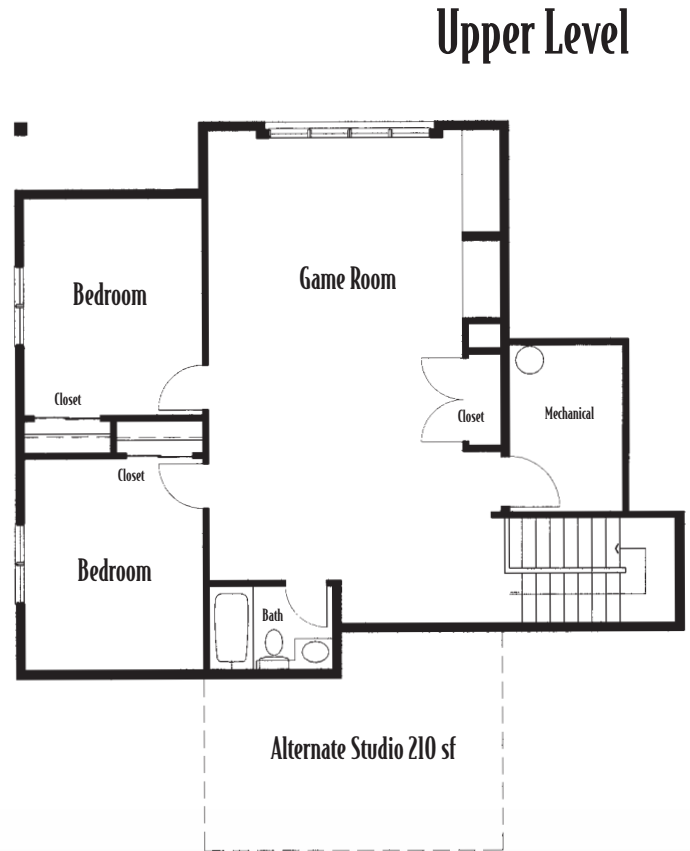 Upper Level
Bedroom
Game Room
Closet
Closet
Mechanical
Closet
Bedroom
Bath
Alternate Studio 210 sf